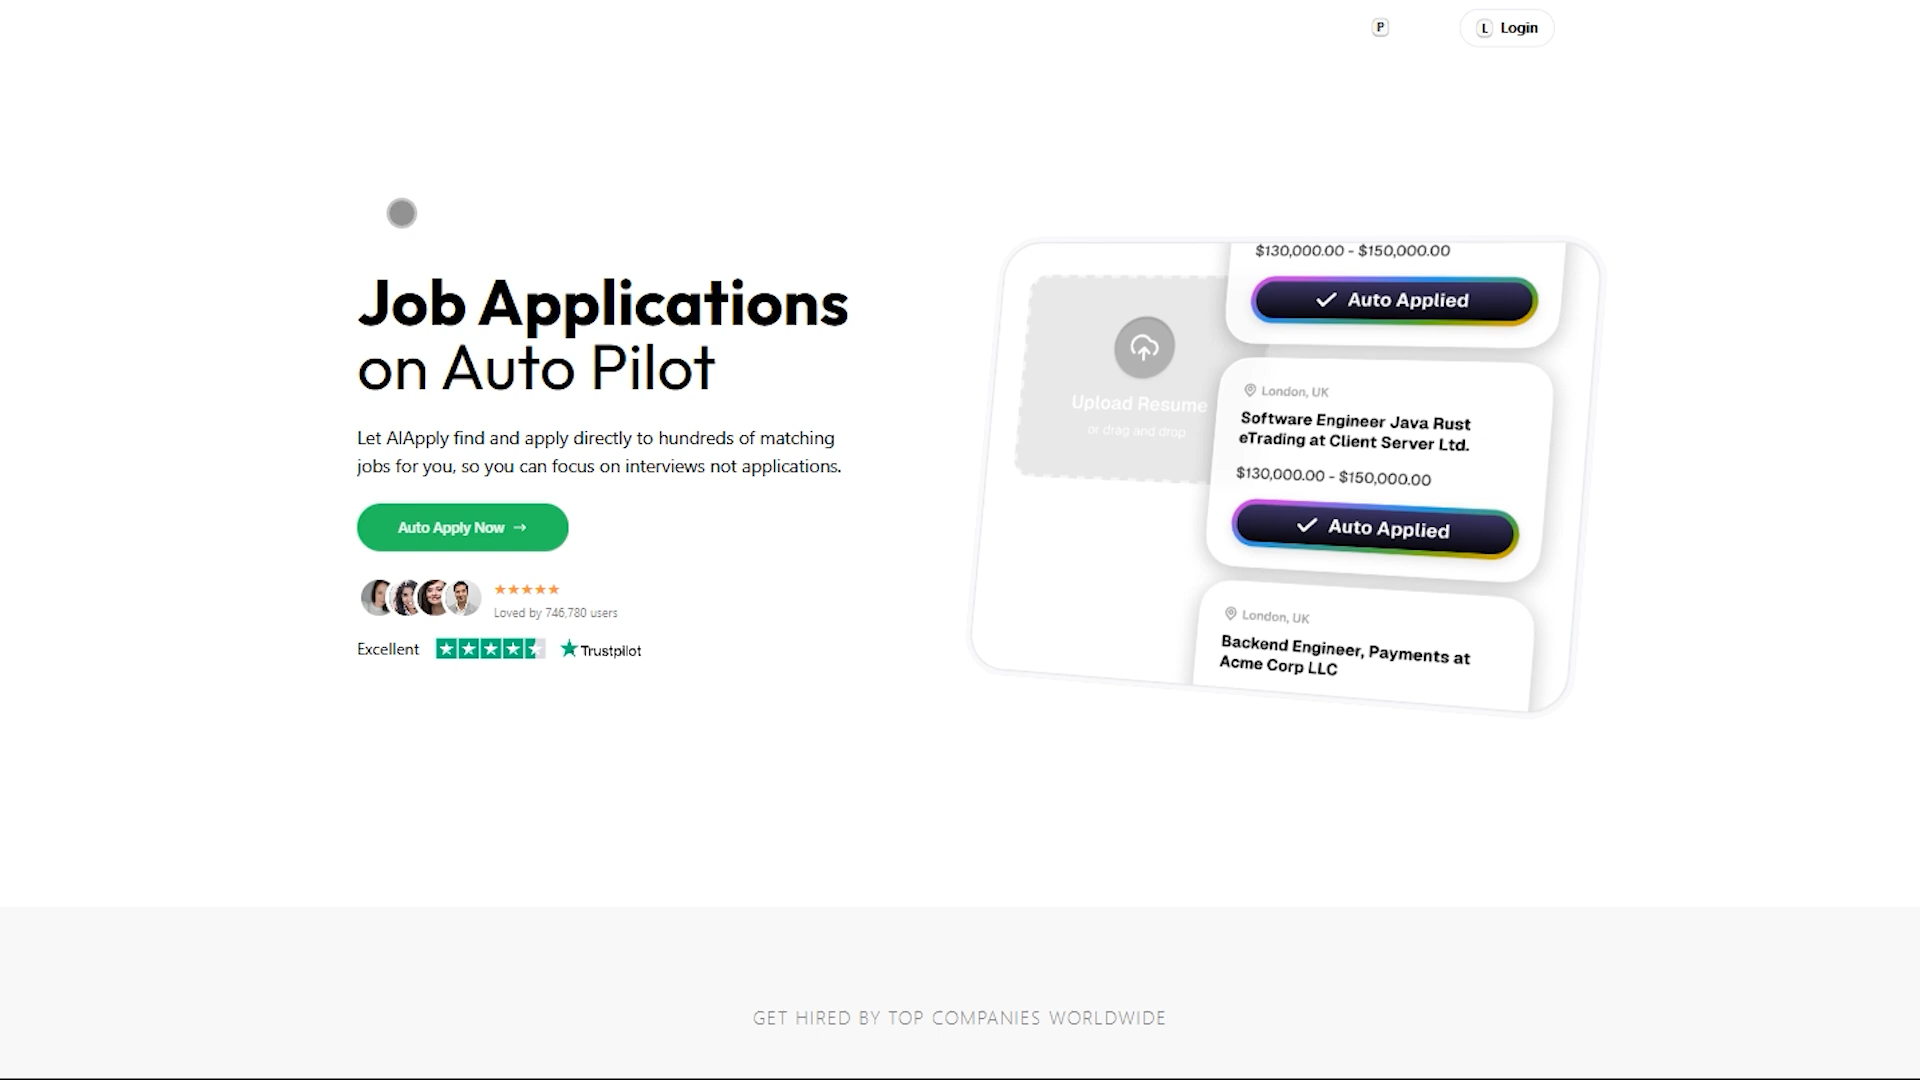 P
L Login
Job Applications
on Auto Pilot
Let AIApply find and apply directly to hundreds of matching
jobs for you, so you can focus on interviews not applications.
Auto Apply Now →
Loved by 746,780 users
Excellent
Trustpilot
Upload Resume
or drag and drop
$130,000.00 - $150,000.00
Auto Applied
London, UK
Software Engineer Java Rust
eTrading at Client Server Ltd.
$130,000.00 - $150,000.00
Auto Applied
London, UK
Backend Engineer, Payments at
Acme Corp LLC
GET HIRED BY TOP COMPANIES WORLDWIDE